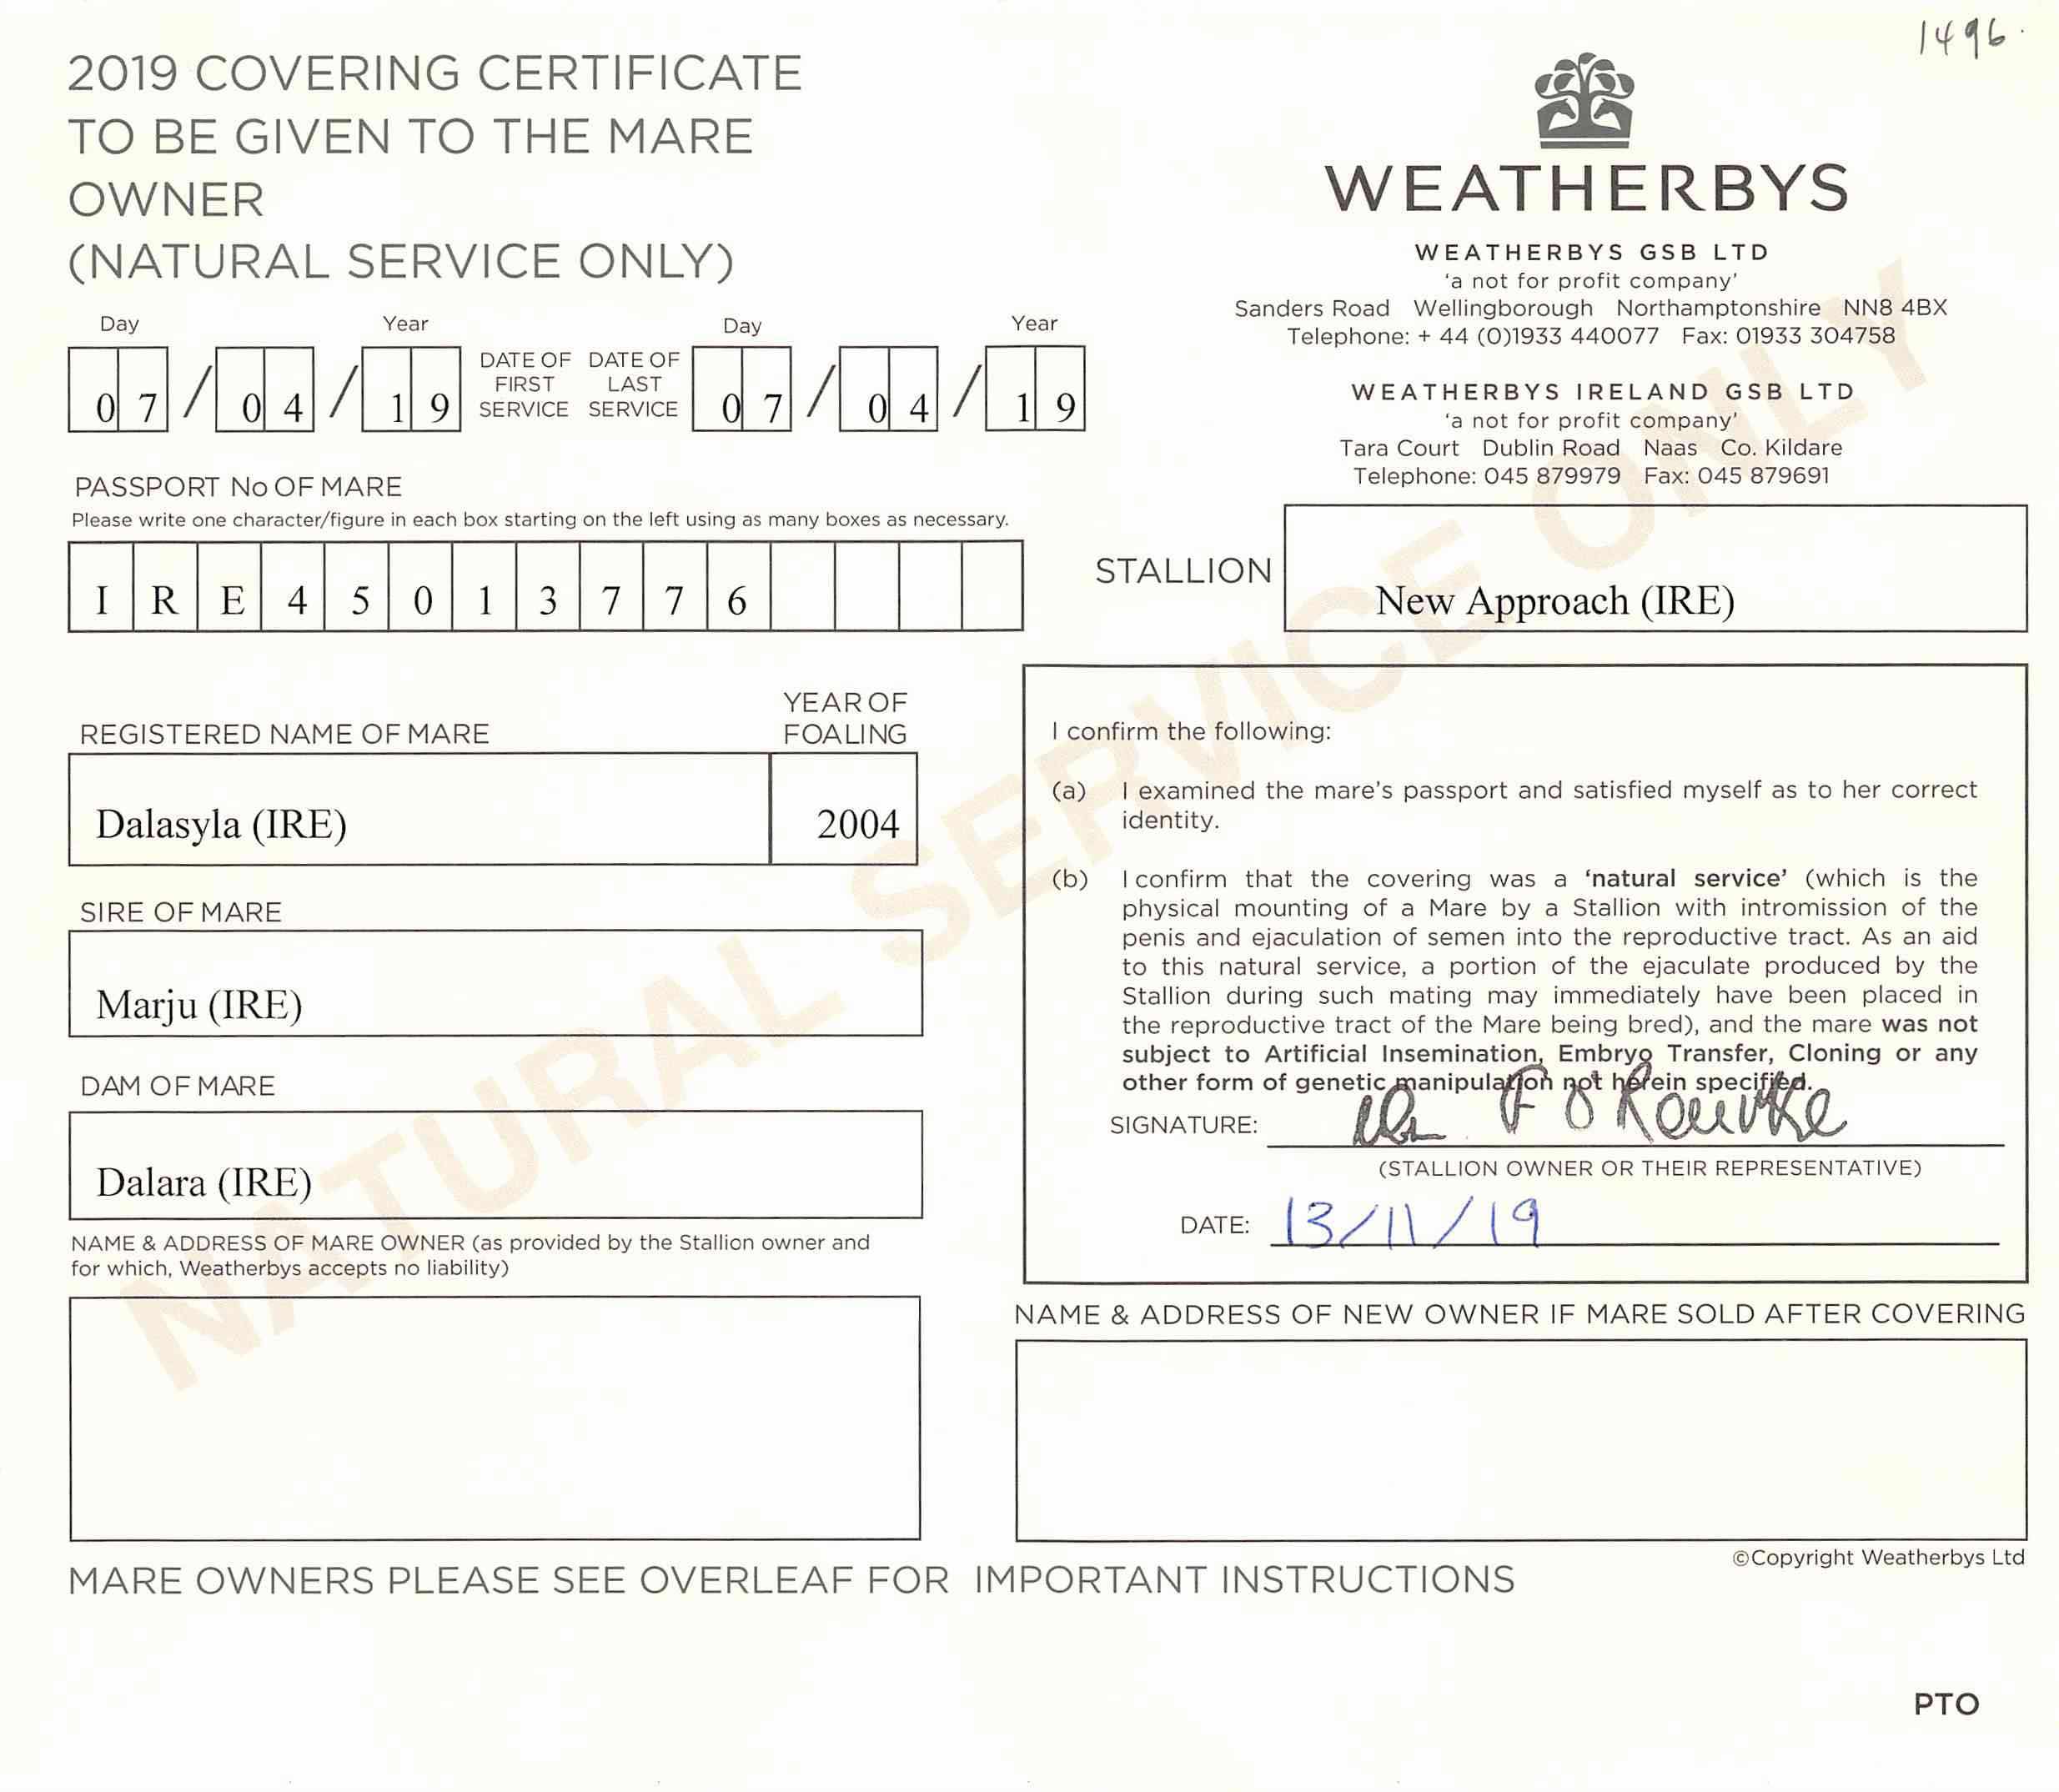 1496.
2019 COVERING CERTIFICATE
TO BE GIVEN TO THE MARE
OWNER
(NATURAL SERVICE ONLY)
WEATHERBYS
WEATHERBYS GSB LTD
'a not for profit company'
Sanders Road Wellingborough Northamptonshire NN8 4BX
Telephone: + 44 (0)1933 440077 Fax: 01933 304758
WEATHERBYS IRELAND GSB LTD
'a not for profit company'
Tara Court Dublin Road Naas Co. Kildare
Telephone: 045 879979 Fax: 045 879691
Day Year
07/04/19
DATE OF FIRST SERVICE
DATE OF LAST SERVICE
Day Year
07/04/19
PASSPORT No OF MARE
Please write one character/figure in each box starting on the left using as many boxes as necessary.
IRE45013776
STALLION
New Approach (IRE)
REGISTERED NAME OF MARE
Dalasyla (IRE)
YEAR OF
FOALING
2004
SIRE OF MARE
Marju (IRE)
DAM OF MARE
Dalara (IRE)
NAME & ADDRESS OF MARE OWNER (as provided by the Stallion owner and
for which, Weatherbys accepts no liability)
I confirm the following:
(a) I examined the mare's passport and satisfied myself as to her correct
identity.
(b) I confirm that the covering was a 'natural service' (which is the
physical mounting of a Mare by a Stallion with intromission of the
penis and ejaculation of semen into the reproductive tract. As an aid
to this natural service, a portion of the ejaculate produced by the
Stallion during such mating may immediately have been placed in
the reproductive tract of the Mare being bred), and the mare was not
subject to Artificial Insemination, Embryo Transfer, Cloning or any
other form of genetic manipulation not herein specified.
SIGNATURE: F O'Rourke
(STALLION OWNER OR THEIR REPRESENTATIVE)
DATE: 13/11/19
NAME & ADDRESS OF NEW OWNER IF MARE SOLD AFTER COVERING
©Copyright Weatherbys Ltd
MARE OWNERS PLEASE SEE OVERLEAF FOR IMPORTANT INSTRUCTIONS
PTO
NATURAL SERVICE ONLY